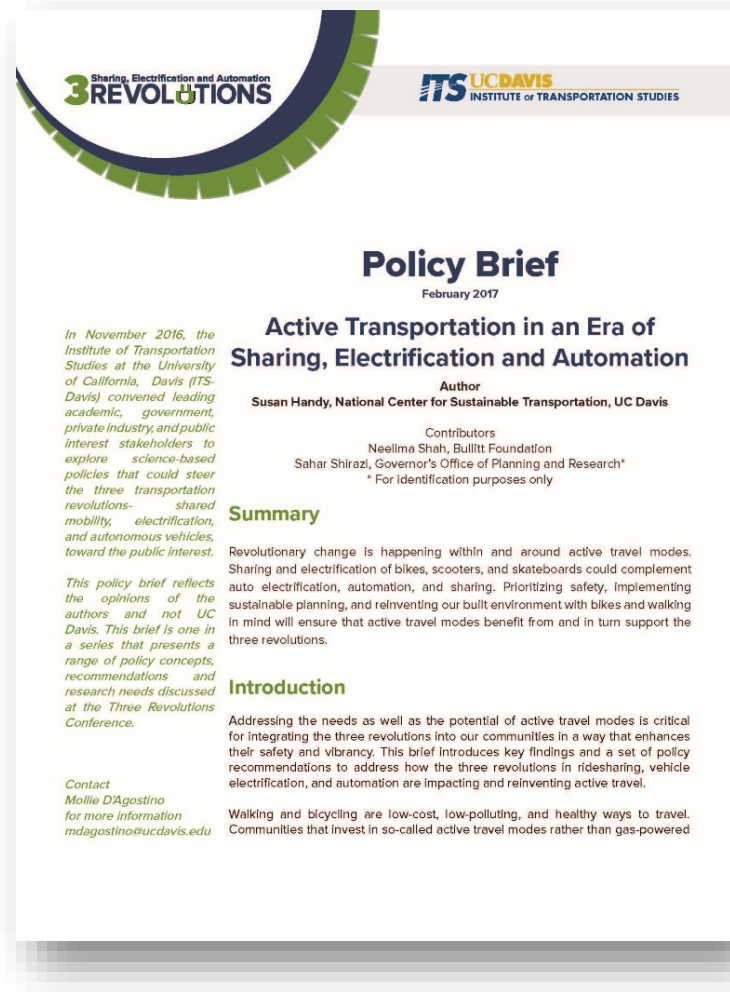 Sharing, Electrification and Automation
3REVOLUTIONS
ITS UCDAVIS
INSTITUTE OF TRANSPORTATION STUDIES
Policy Brief
February 2017
Active Transportation in an Era of
Sharing, Electrification and Automation
Author
Susan Handy, National Center for Sustainable Transportation, UC Davis
Contributors
Neelima Shah, Bullitt Foundation
Sahar Shirazi, Governor's Office of Planning and Research*
* For identification purposes only
In November 2016, the
Institute of Transportation
Studies at the University
of California, Davis (ITS-
Davis) convened leading
academic, government,
private industry, and public
interest stakeholders to
explore science-based
policies that could steer
the three transportation
revolutions- shared
mobility, electrification,
and autonomous vehicles,
toward the public interest.
This policy brief reflects
the opinions of the
authors and not UC
Davis. This brief is one in
a series that presents a
range of policy concepts,
recommendations and
research needs discussed
at the Three Revolutions
Conference.
Contact
Mollie D'Agostino
for more information
mdagostino@ucdavis.edu
Summary
Revolutionary change is happening within and around active travel modes.
Sharing and electrification of bikes, scooters, and skateboards could complement
auto electrification, automation, and sharing. Prioritizing safety, implementing
sustainable planning, and reinventing our built environment with bikes and walking
in mind will ensure that active travel modes benefit from and in turn support the
three revolutions.
Introduction
Addressing the needs as well as the potential of active travel modes is critical
for integrating the three revolutions into our communities in a way that enhances
their safety and vibrancy. This brief introduces key findings and a set of policy
recommendations to address how the three revolutions in ridesharing, vehicle
electrification, and automation are impacting and reinventing active travel.
Walking and bicycling are low-cost, low-polluting, and healthy ways to travel.
Communities that invest in so-called active travel modes rather than gas-powered